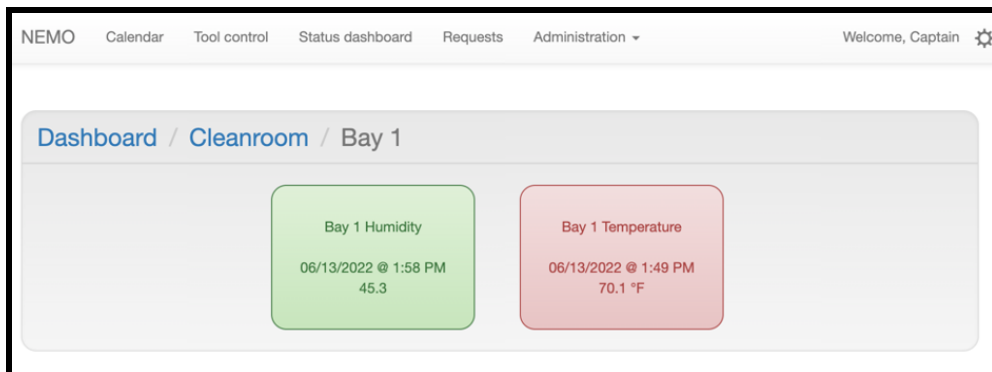 NEMO Calendar Tool control Status dashboard Requests Administration Welcome, Captain
Dashboard / Cleanroom / Bay 1
Bay 1 Humidity
06/13/2022 @ 1:58 PM
45.3
Bay 1 Temperature
06/13/2022 @ 1:49 PM
70.1 °F